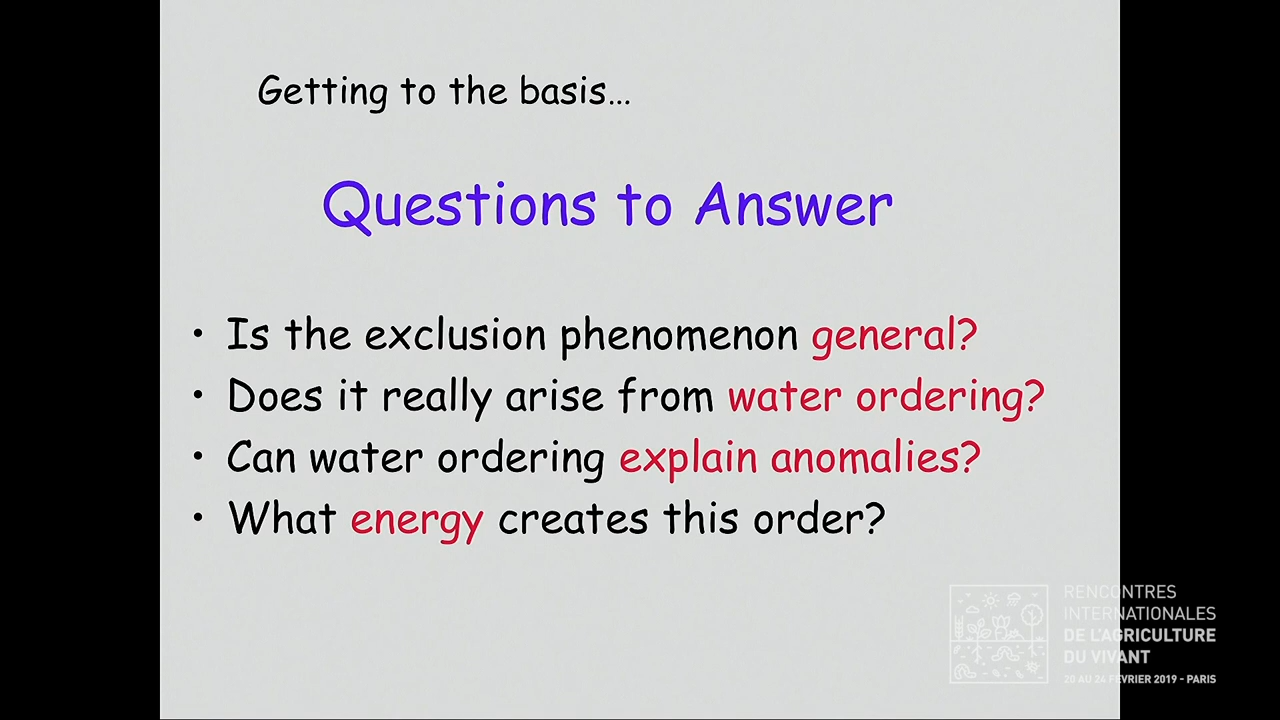 Getting to the basis...
Questions to Answer
• Is the exclusion phenomenon general?
• Does it really arise from water ordering?
• Can water ordering explain anomalies?
• What energy creates this order?
RENCONTRES
INTERNATIONALES
DE L'AGRICULTURE
DU VIVANT
20 AU 24 FÉVRIER 2019 - PARIS